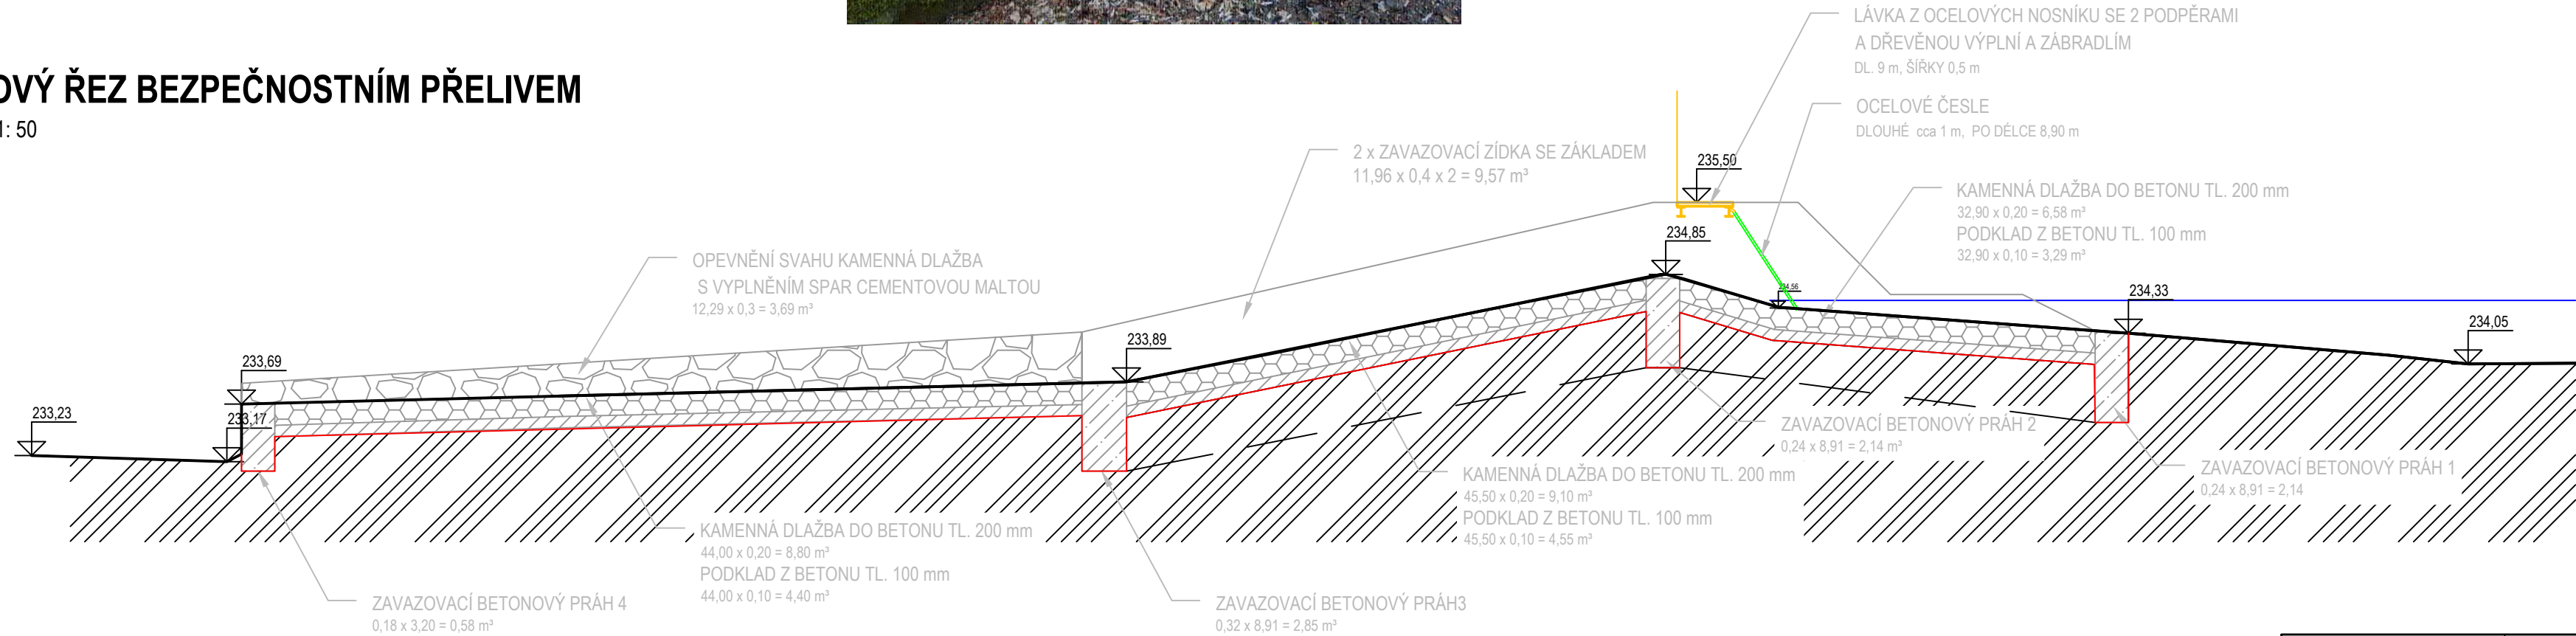 LÁVKA Z OCELOVÝCH NOSNÍKU SE 2 PODPĚRAMI
A DŘEVĚNOU VÝPLNÍ A ZÁBRADLÍM
DL. 9 m, ŠÍŘKY 0,5 m
OVÝ ŘEZ BEZPEČNOSTNÍM PŘELIVEM
1: 50
OCELOVÉ ČESLE
DLOUHÉ cca 1 m, PO DÉLCE 8,90 m
2 x ZAVAZOVACÍ ZÍDKA SE ZÁKLADEM
11,96 x 0,4 x 2 = 9,57 m³
235,50
KAMENNÁ DLAŽBA DO BETONU TL. 200 mm
32,90 x 0,20 = 6,58 m³
PODKLAD Z BETONU TL. 100 mm
32,90 x 0,10 = 3,29 m³
234,85
OPEVNĚNÍ SVAHU KAMENNÁ DLAŽBA
S VYPLNĚNÍM SPAR CEMENTOVOU MALTOU
12,29 x 0,3 = 3,69 m³
234,56
234,33
234,05
233,89
233,69
233,23
233,17
ZAVAZOVACÍ BETONOVÝ PRÁH 2
0,24 x 8,91 = 2,14 m³
ZAVAZOVACÍ BETONOVÝ PRÁH 1
0,24 x 8,91 = 2,14
KAMENNÁ DLAŽBA DO BETONU TL. 200 mm
45,50 x 0,20 = 9,10 m³
PODKLAD Z BETONU TL. 100 mm
45,50 x 0,10 = 4,55 m³
KAMENNÁ DLAŽBA DO BETONU TL. 200 mm
44,00 x 0,20 = 8,80 m³
PODKLAD Z BETONU TL. 100 mm
44,00 x 0,10 = 4,40 m³
ZAVAZOVACÍ BETONOVÝ PRÁH 4
0,18 x 3,20 = 0,58 m³
ZAVAZOVACÍ BETONOVÝ PRÁH3
0,32 x 8,91 = 2,85 m³